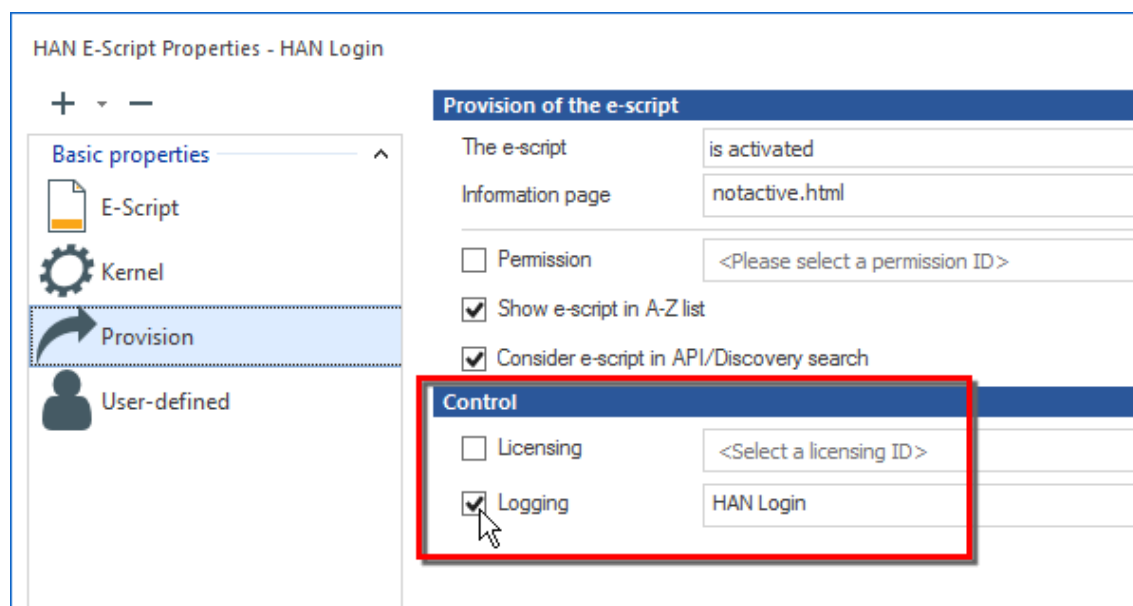 HAN E-Script Properties - HAN Login
Basic properties
E-Script
Kernel
Provision
User-defined
Provision of the e-script
The e-script is activated
Information page notactive.html
Permission <Please select a permission ID>
Show e-script in A-Z list
Consider e-script in API/Discovery search
Control
Licensing <Select a licensing ID>
Logging HAN Login